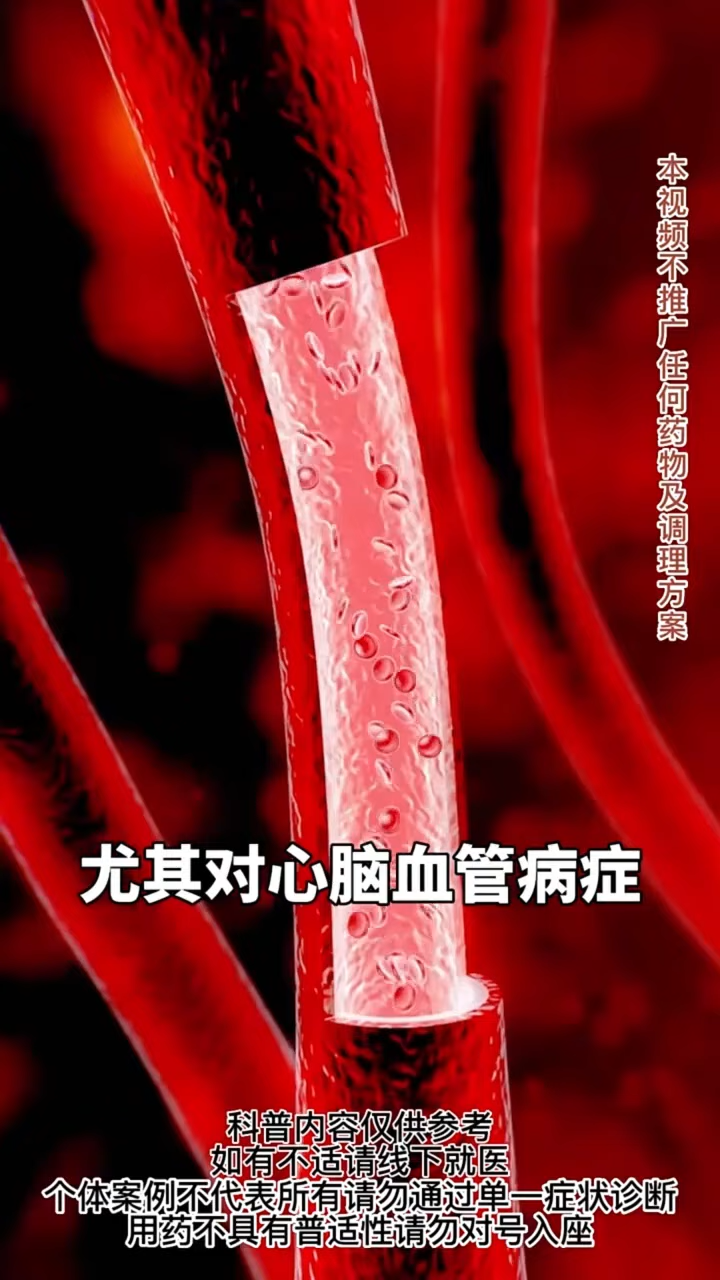 本视频不推广任何药物及调理方案
尤其对心脑血管病症
科普内容仅供参考
如有不适请线下就医
个体案例不代表所有请勿通过单一症状诊断
用药不具有普适性请勿对号入座